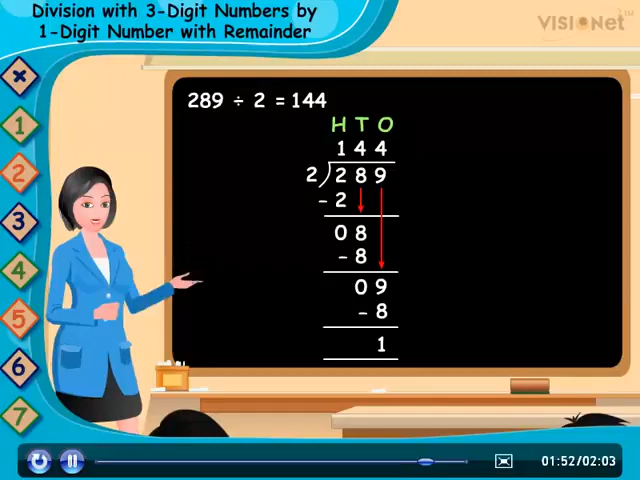 Division with 3-Digit Numbers by
1-Digit Number with Remainder
VISIONET™
1
2
3
4
5
6
7
289 ÷ 2 = 144
H T O
1 4 4
2 ) 2 8 9
- 2
0 8
- 8
0 9
- 8
1
01:52/02:03